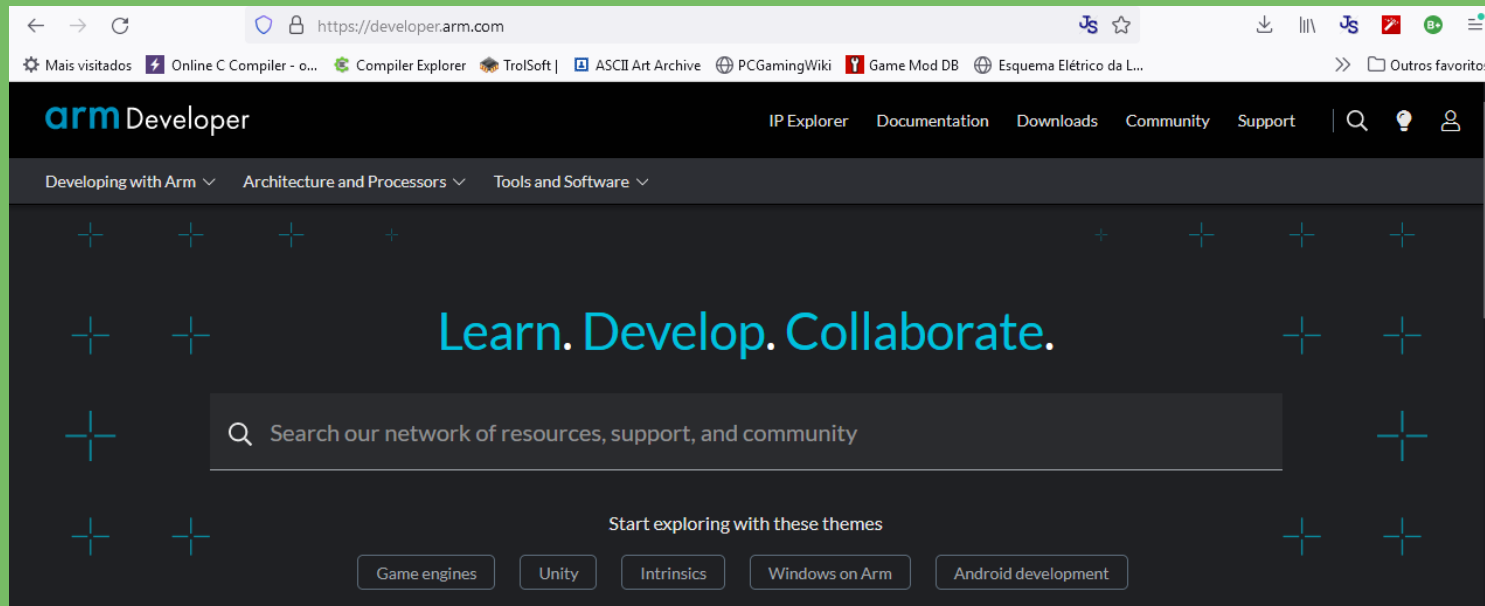 https://developer.arm.com JS JS B+
Mais visitados Online C Compiler - o... Compiler Explorer TrolSoft | ASCII Art Archive PCGamingWiki Game Mod DB Esquema Elétrico da L... Outros favoritos
arm Developer IP Explorer Documentation Downloads Community Support
Developing with Arm Architecture and Processors Tools and Software
Learn. Develop. Collaborate.
Search our network of resources, support, and community
Start exploring with these themes
Game engines Unity Intrinsics Windows on Arm Android development